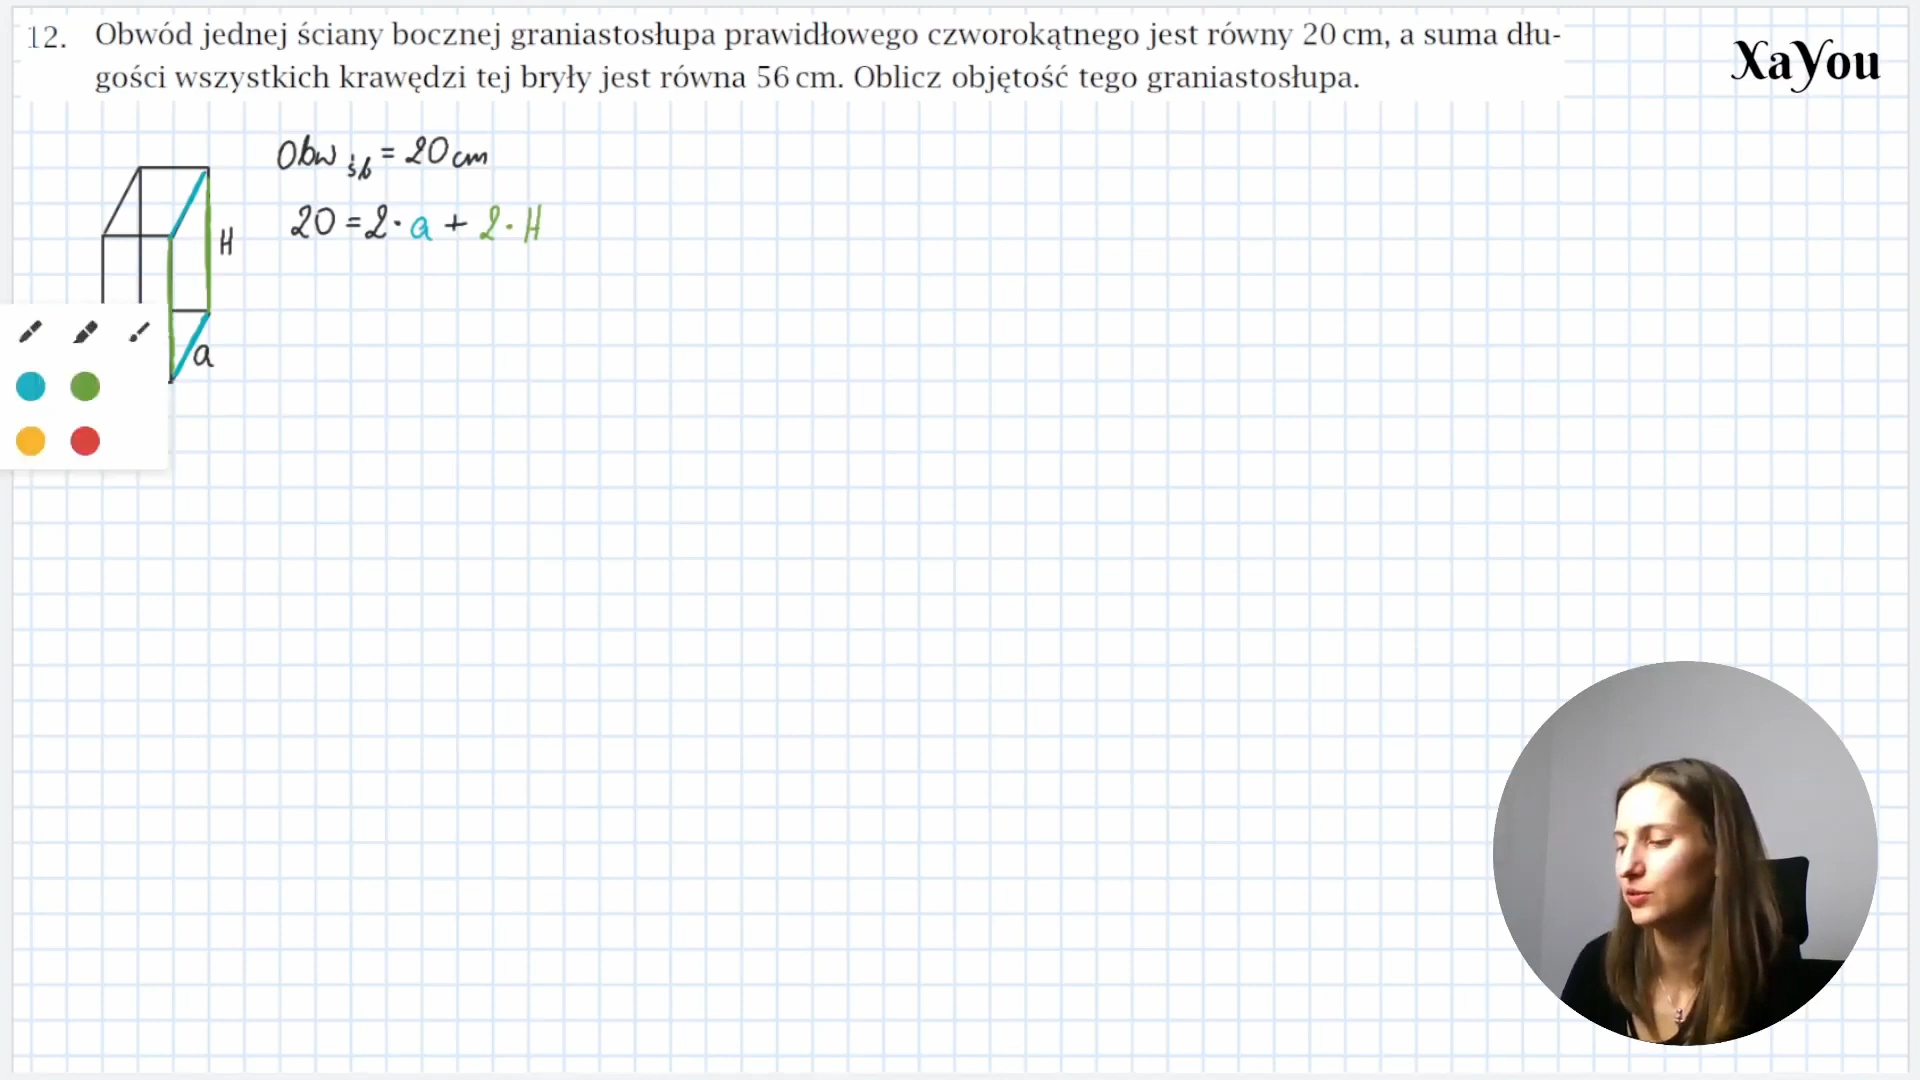 12. Obwód jednej ściany bocznej graniastosłupa prawidłowego czworokątnego jest równy 20 cm, a suma dłu-
gości wszystkich krawędzi tej bryły jest równa 56 cm. Oblicz objętość tego graniastosłupa.
XaYou
Obw śb = 20 cm
20 = 2 · a + 2 · H
H
a